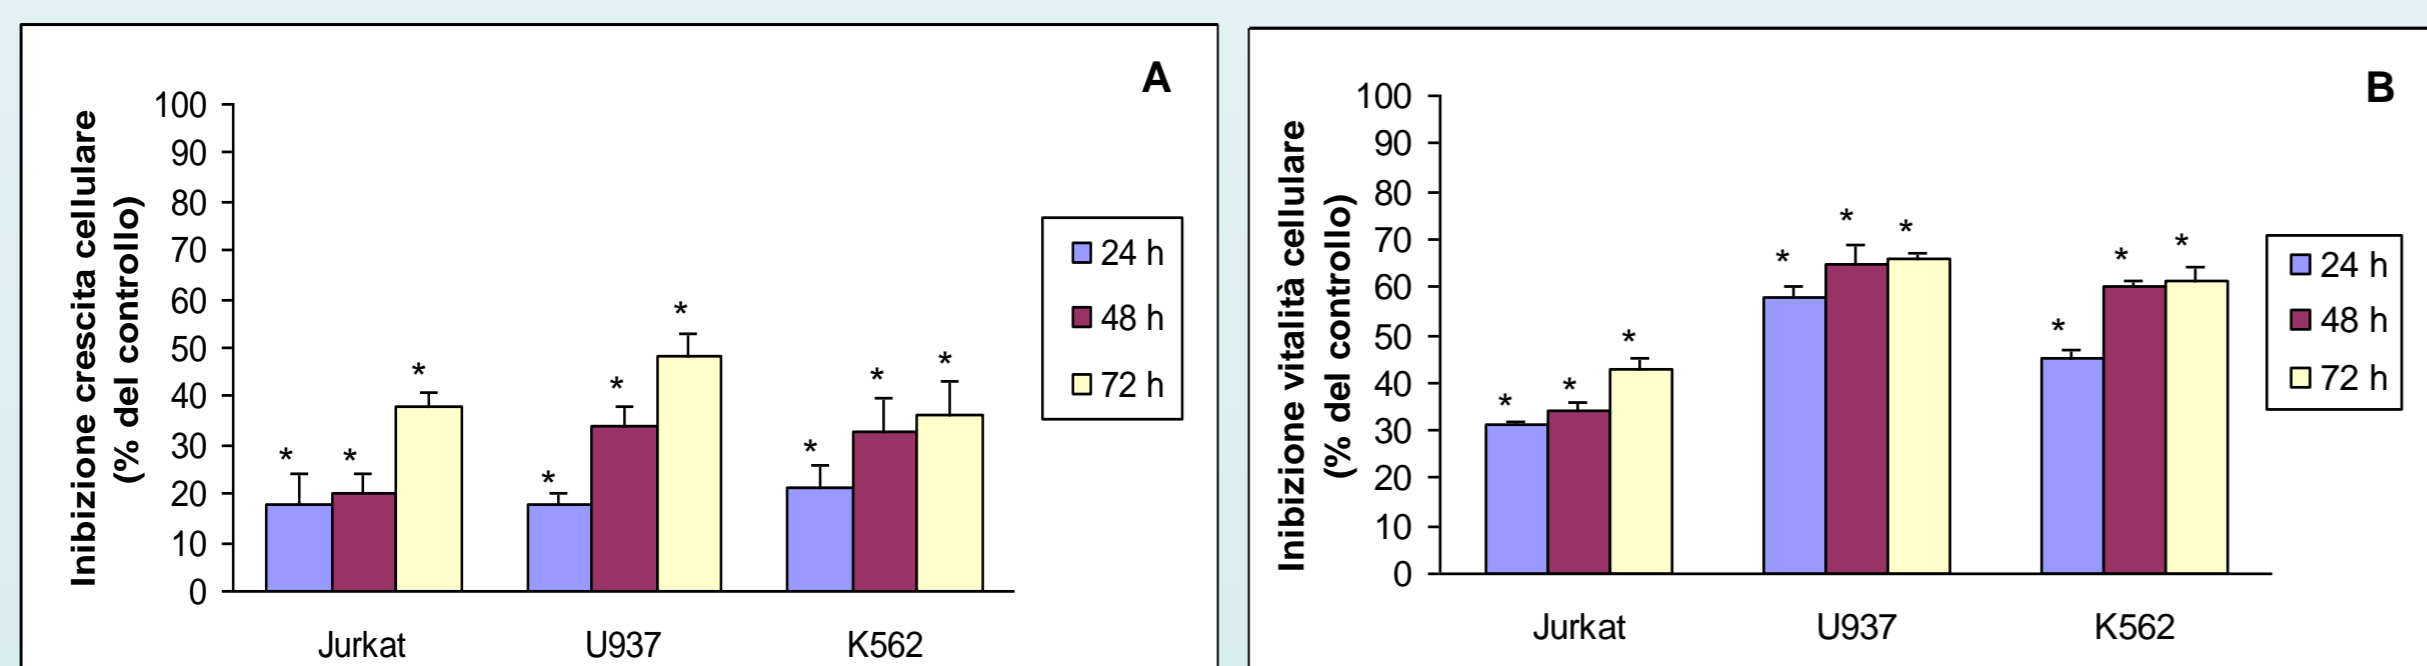 A
Inibizione crescita cellulare
(% del controllo)
100
90
80
70
60
50
40
30
20
10
0
* * *
* * *
* * *
Jurkat U937 K562
24 h
48 h
72 h
B
Inibizione vitalità cellulare
(% del controllo)
100
90
80
70
60
50
40
30
20
10
0
* * *
* * *
* * *
Jurkat U937 K562
24 h
48 h
72 h